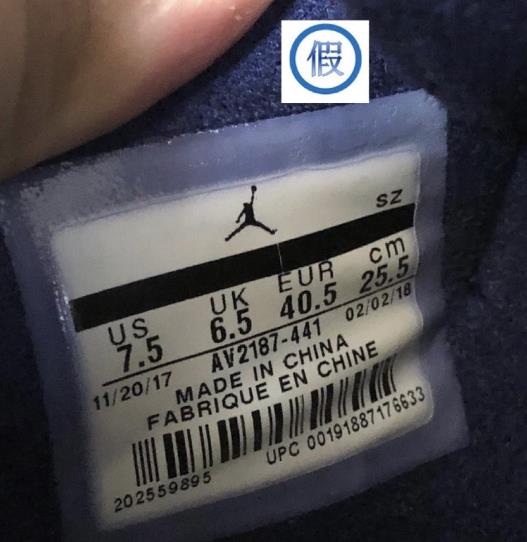 假
SZ
US UK EUR cm
7.5 6.5 40.5 25.5
11/20/17 AV2187-441 02/02/18
MADE IN CHINA
FABRIQUE EN CHINE
202559895 UPC 00191887176633